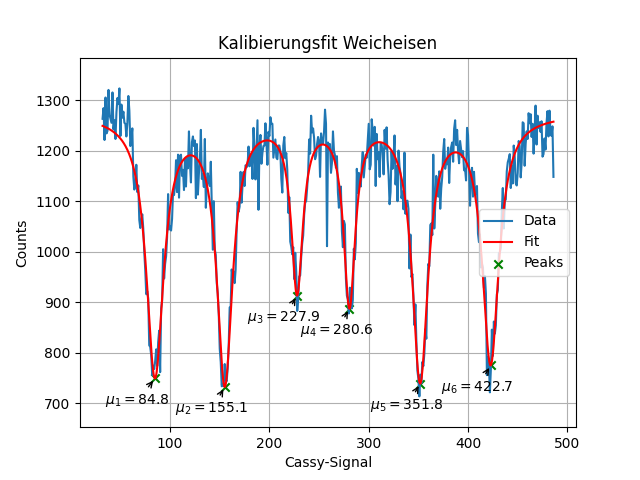 Kalibierungsfit Weicheisen
Counts
1300
1200
1100
1000
900
800
700
Data
Fit
Peaks
μ₃ = 227.9
μ₄ = 280.6
μ₆ = 422.7
μ₁ = 84.8
μ₂ = 155.1
μ₅ = 351.8
100 200 300 400 500
Cassy-Signal